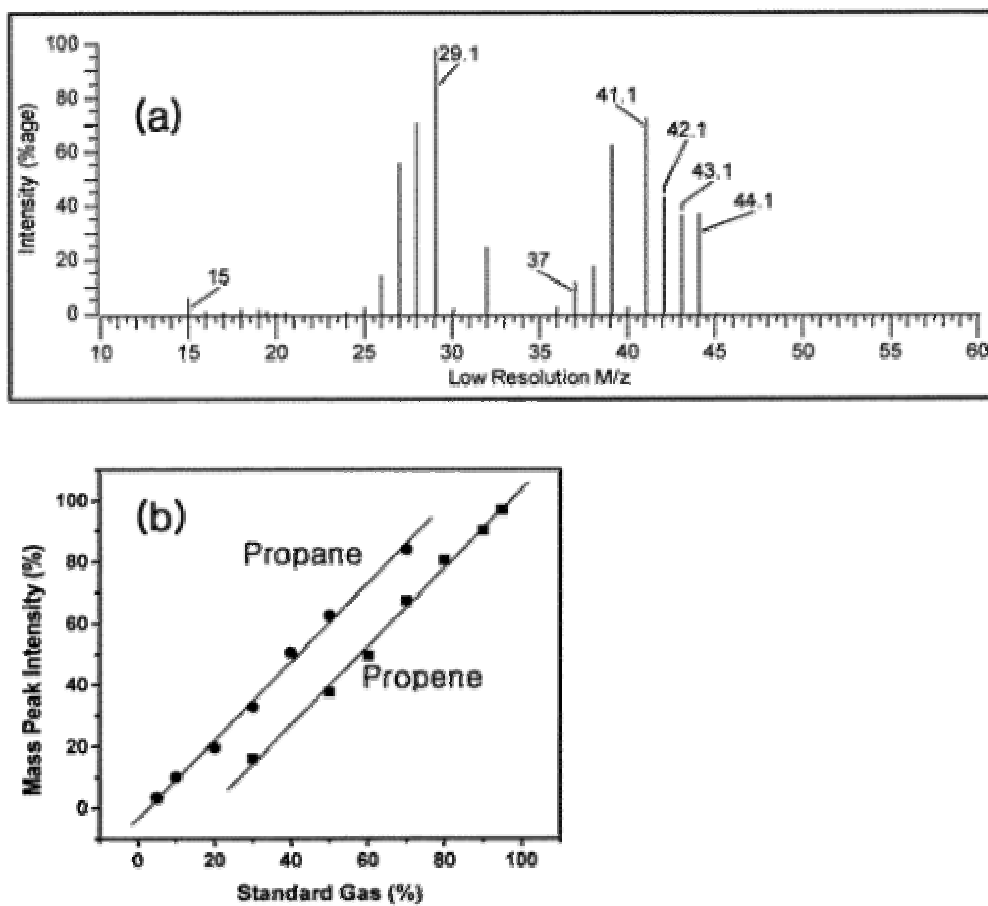 (a)
Intensity (%age)
100
80
60
40
20
0
29.1
41.1
42.1
43.1
44.1
37
15
10 15 20 25 30 35 40 45 50 55 60
Low Resolution M/z
(b)
Mass Peak Intensity (%)
100
80
60
40
20
0
Propane
Propene
0 20 40 60 80 100
Standard Gas (%)